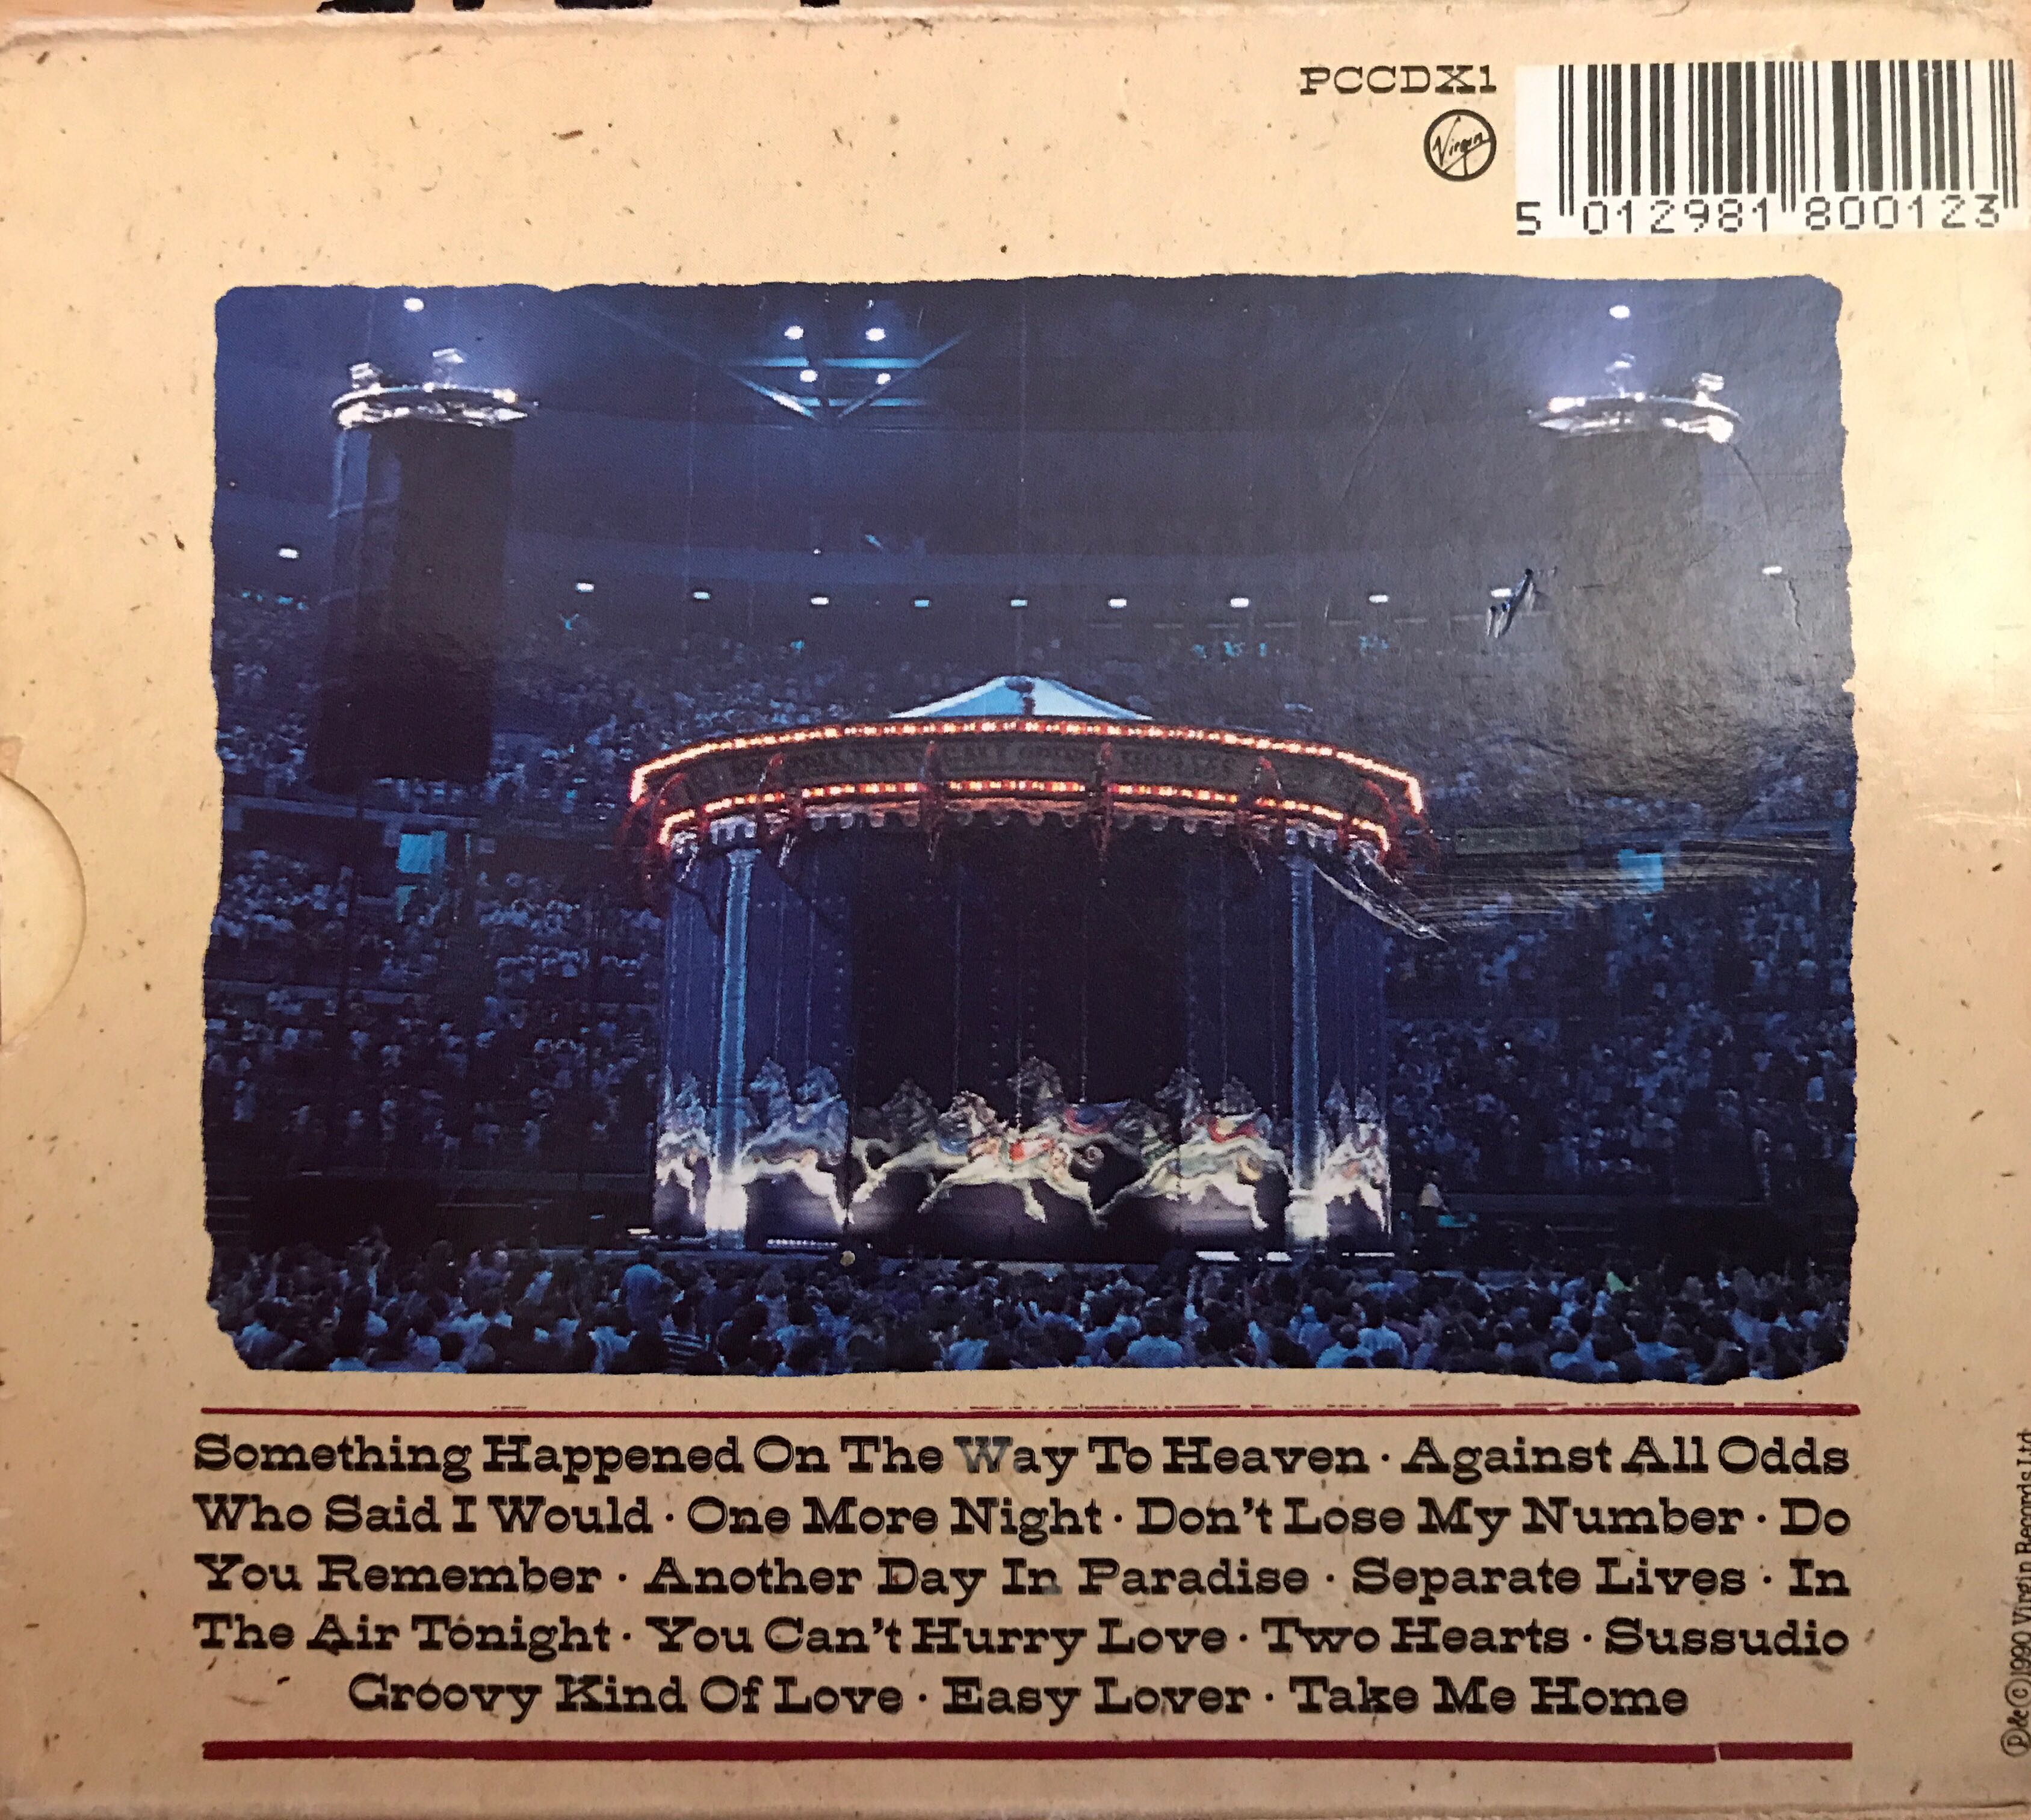 PCCDX1
Virgin
5 012981 800123
Something Happened On The Way To Heaven · Against All Odds
Who Said I Would · One More Night · Don't Lose My Number · Do
You Remember · Another Day In Paradise · Separate Lives · In
The Air Tonight · You Can't Hurry Love · Two Hearts · Sussudio
Groovy Kind Of Love · Easy Lover · Take Me Home
℗&©1990 Virgin Records Ltd